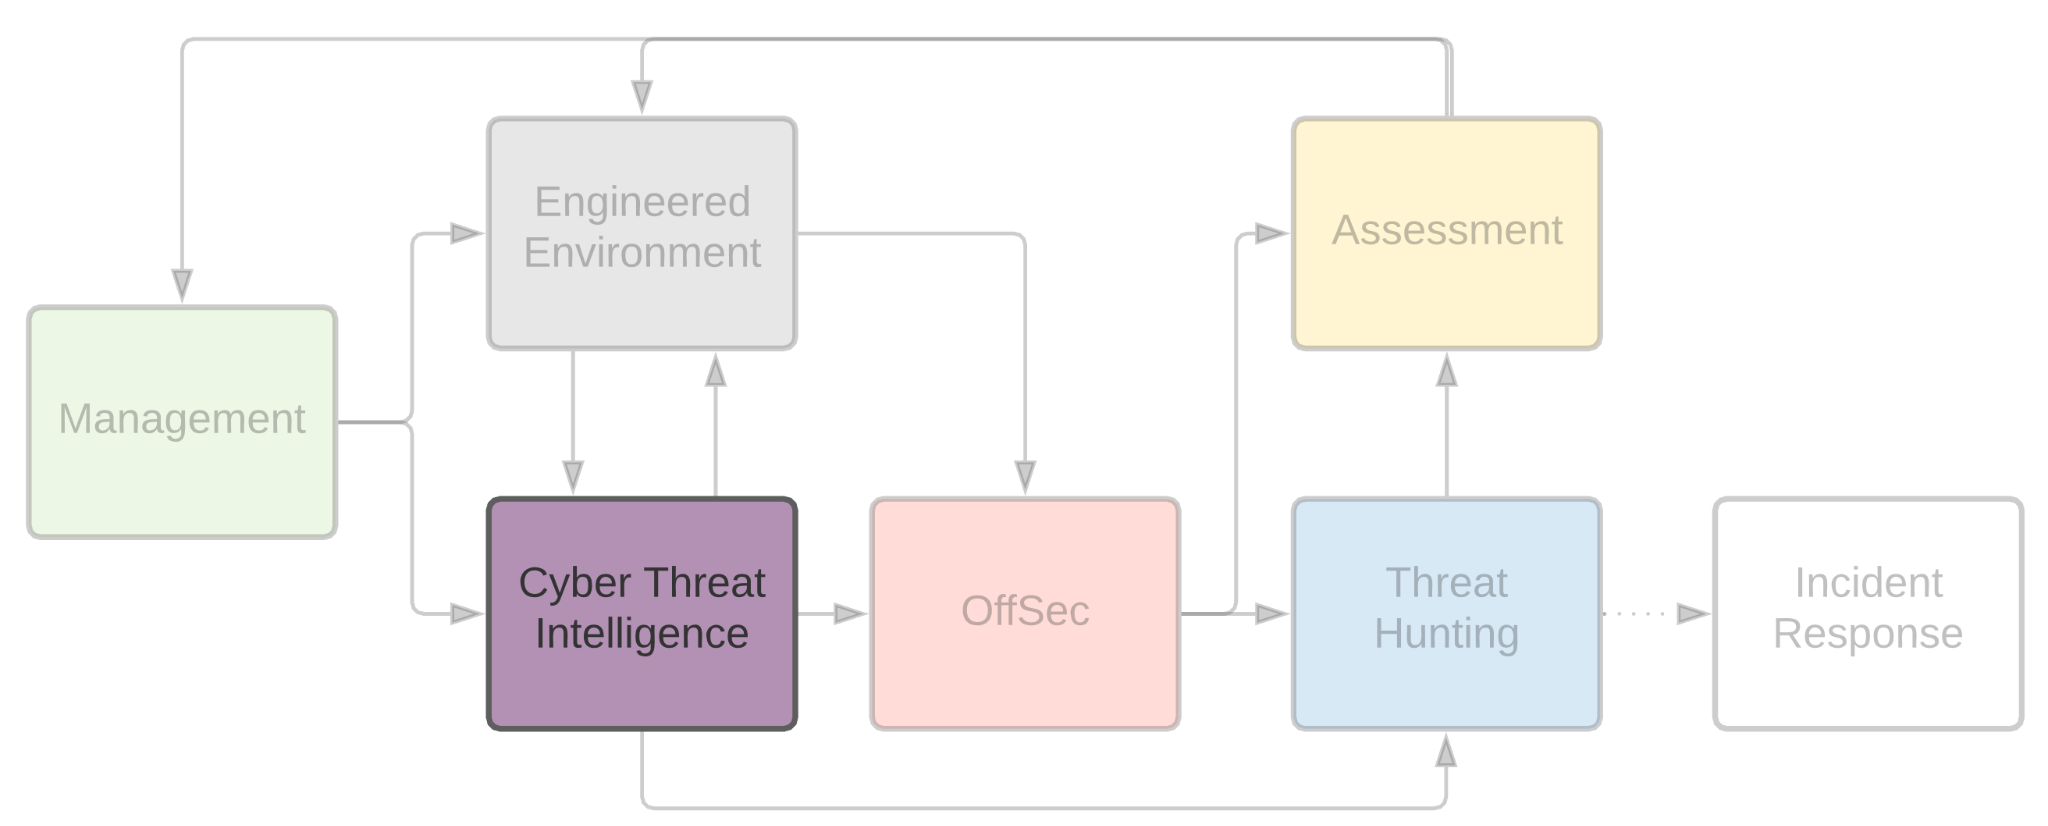 Engineered
Environment
Assessment
Management
Cyber Threat
Intelligence
OffSec
Threat
Hunting
Incident
Response